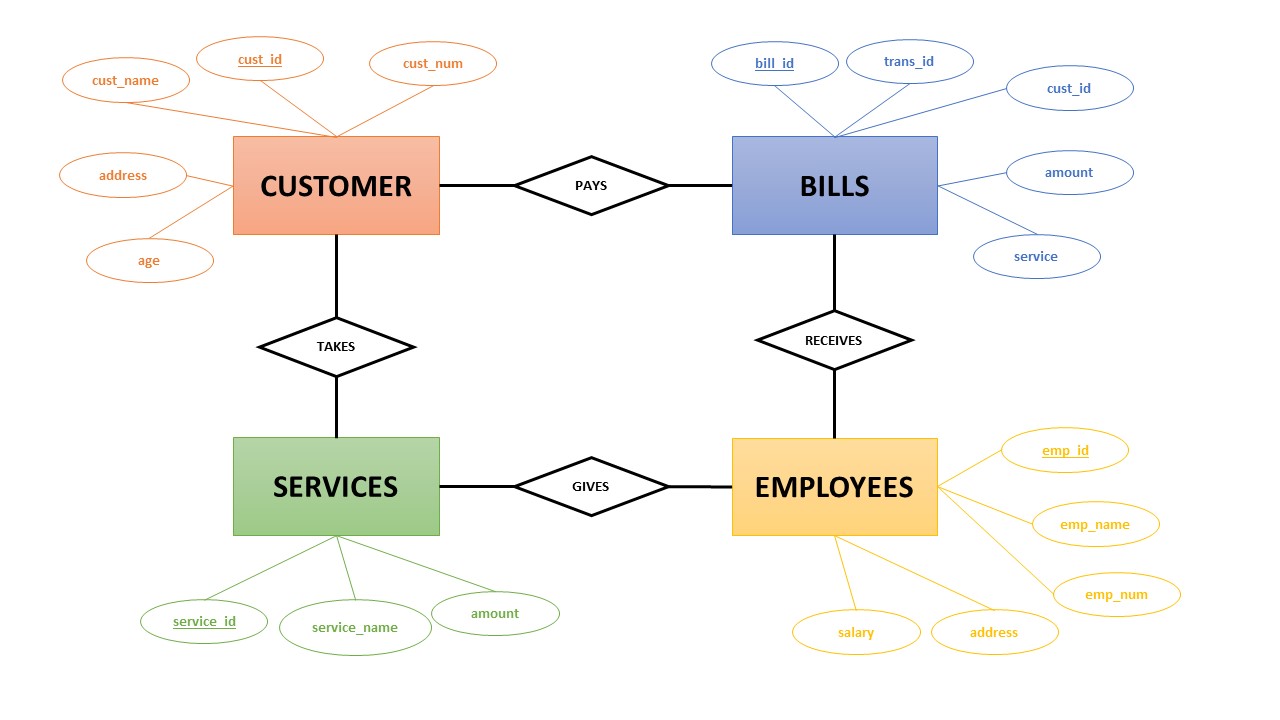 cust_name
cust_id
cust_num
bill_id
trans_id
cust_id
address
CUSTOMER
PAYS
BILLS
amount
age
service
TAKES
RECEIVES
SERVICES
GIVES
EMPLOYEES
emp_id
emp_name
emp_num
service_id
service_name
amount
salary
address